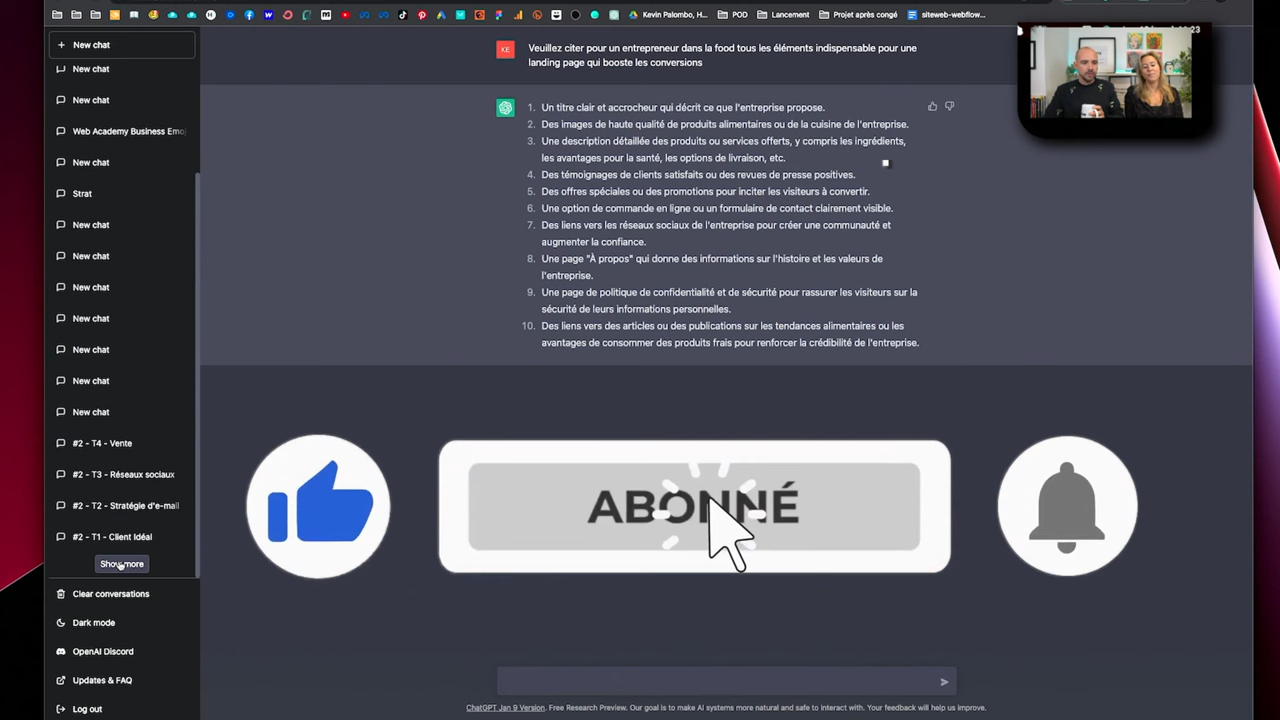 Kevin Palombo, H...
POD
Lancement
Projet après congé
siteweb-webflow...
New chat
New chat
New chat
Web Academy Business Emo
New chat
Strat
New chat
New chat
New chat
New chat
New chat
New chat
New chat
#2 - T4 - Vente
#2 - T3 - Réseaux sociaux
#2 - T2 - Stratégie d'e-mail
#2 - T1 - Client Idéal
Show more
Clear conversations
Dark mode
OpenAI Discord
Updates & FAQ
Log out
KE
Veuillez citer pour un entrepreneur dans la food tous les éléments indispensable pour une
landing page qui booste les conversions
1. Un titre clair et accrocheur qui décrit ce que l'entreprise propose.
2. Des images de haute qualité de produits alimentaires ou de la cuisine de l'entreprise.
3. Une description détaillée des produits ou services offerts, y compris les ingrédients,
les avantages pour la santé, les options de livraison, etc.
4. Des témoignages de clients satisfaits ou des revues de presse positives.
5. Des offres spéciales ou des promotions pour inciter les visiteurs à convertir.
6. Une option de commande en ligne ou un formulaire de contact clairement visible.
7. Des liens vers les réseaux sociaux de l'entreprise pour créer une communauté et
augmenter la confiance.
8. Une page "À propos" qui donne des informations sur l'histoire et les valeurs de
l'entreprise.
9. Une page de politique de confidentialité et de sécurité pour rassurer les visiteurs sur la
sécurité de leurs informations personnelles.
10. Des liens vers des articles ou des publications sur les tendances alimentaires ou les
avantages de consommer des produits frais pour renforcer la crédibilité de l'entreprise.
ABONNÉ
ChatGPT Jan 9 Version. Free Research Preview. Our goal is to make AI systems more natural and safe to interact with. Your feedback will help us improve.